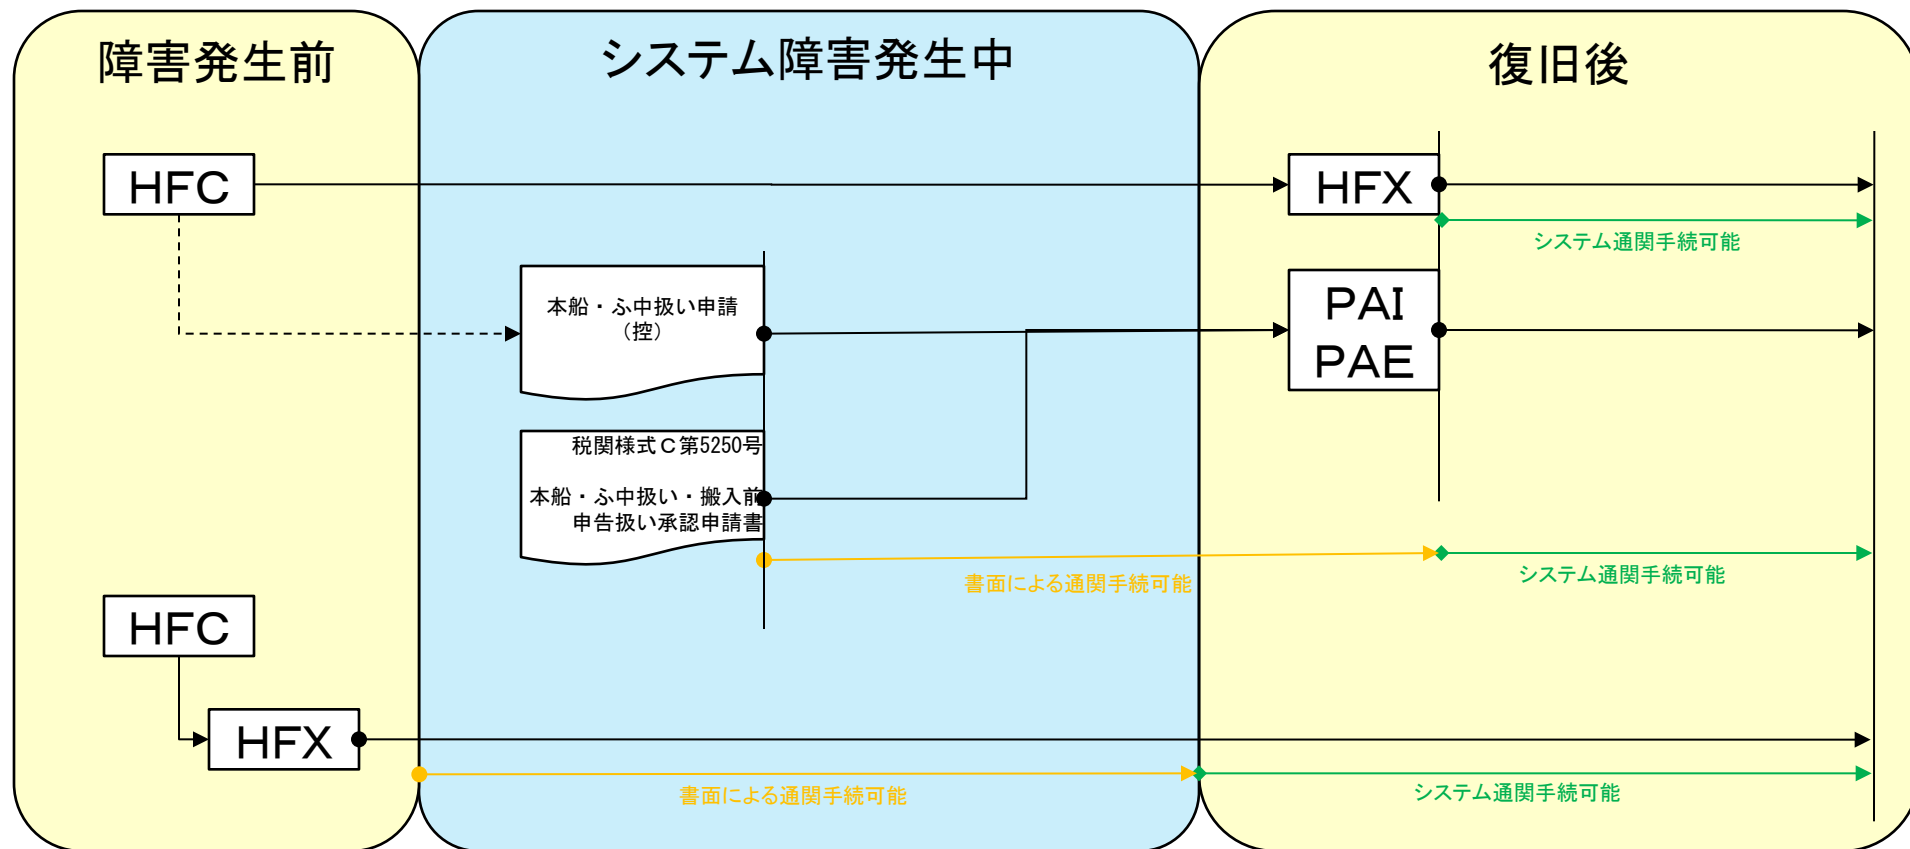 障害発生前
システム障害発生中
復旧後
HFC
HFX
システム通関手続可能
本船・ふ中扱い申請
（控）
PAI
PAE
税関様式C第5250号
本船・ふ中扱い・搬入前
申告扱い承認申請書
書面による通関手続可能
システム通関手続可能
HFC
HFX
書面による通関手続可能
システム通関手続可能